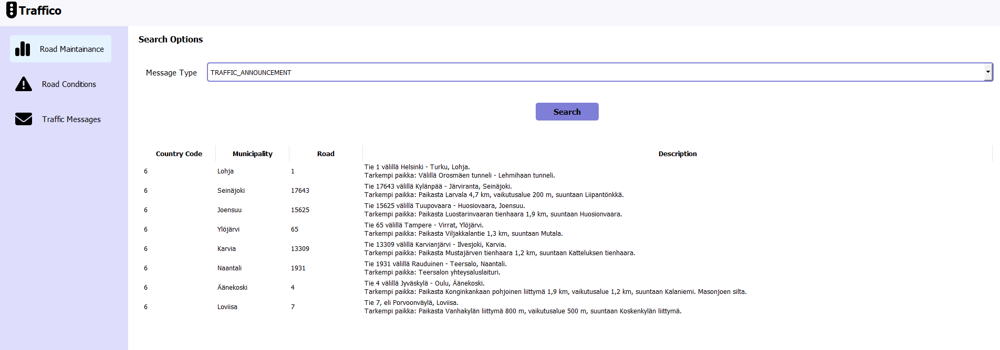 Traffico
Road Maintainance
Road Conditions
Traffic Messages
Search Options
Message Type TRAFFIC_ANNOUNCEMENT
Search
Country Code Municipality Road Description
6 Lohja 1 Tie 1 välillä Helsinki - Turku, Lohja.
Tarkempi paikka: Välillä Orosmäen tunneli - Lehmihaan tunneli.
6 Seinäjoki 17643 Tie 17643 välillä Kylänpää - Järviranta, Seinäjoki.
Tarkempi paikka: Paikasta Larvala 4,7 km, vaikutusalue 200 m, suuntaan Liipantönkkä.
6 Joensuu 15625 Tie 15625 välillä Tuupovaara - Huosiovaara, Joensuu.
Tarkempi paikka: Paikasta Luostarinvaaran tienhaara 1,9 km, suuntaan Huosionvaara.
6 Ylöjärvi 65 Tie 65 välillä Tampere - Virrat, Ylöjärvi.
Tarkempi paikka: Paikasta Viljakkalantie 1,3 km, suuntaan Mutala.
6 Karvia 13309 Tie 13309 välillä Karvianjärvi - Ilvesjoki, Karvia.
Tarkempi paikka: Paikasta Mustajärven tienhaara 1,2 km, suuntaan Katteluksen tienhaara.
6 Naantali 1931 Tie 1931 välillä Rauduinen - Teersalo, Naantali.
Tarkempi paikka: Teersalon yhteysaluslaituri.
6 Äänekoski 4 Tie 4 välillä Jyväskylä - Oulu, Äänekoski.
Tarkempi paikka: Paikasta Konginkankaan pohjoinen liittymä 1,9 km, vaikutusalue 1,2 km, suuntaan Kalaniemi. Masonjoen silta.
6 Loviisa 7 Tie 7, eli Porvoonväylä, Loviisa.
Tarkempi paikka: Paikasta Vanhakylän liittymä 800 m, vaikutusalue 500 m, suuntaan Koskenkylän liittymä.